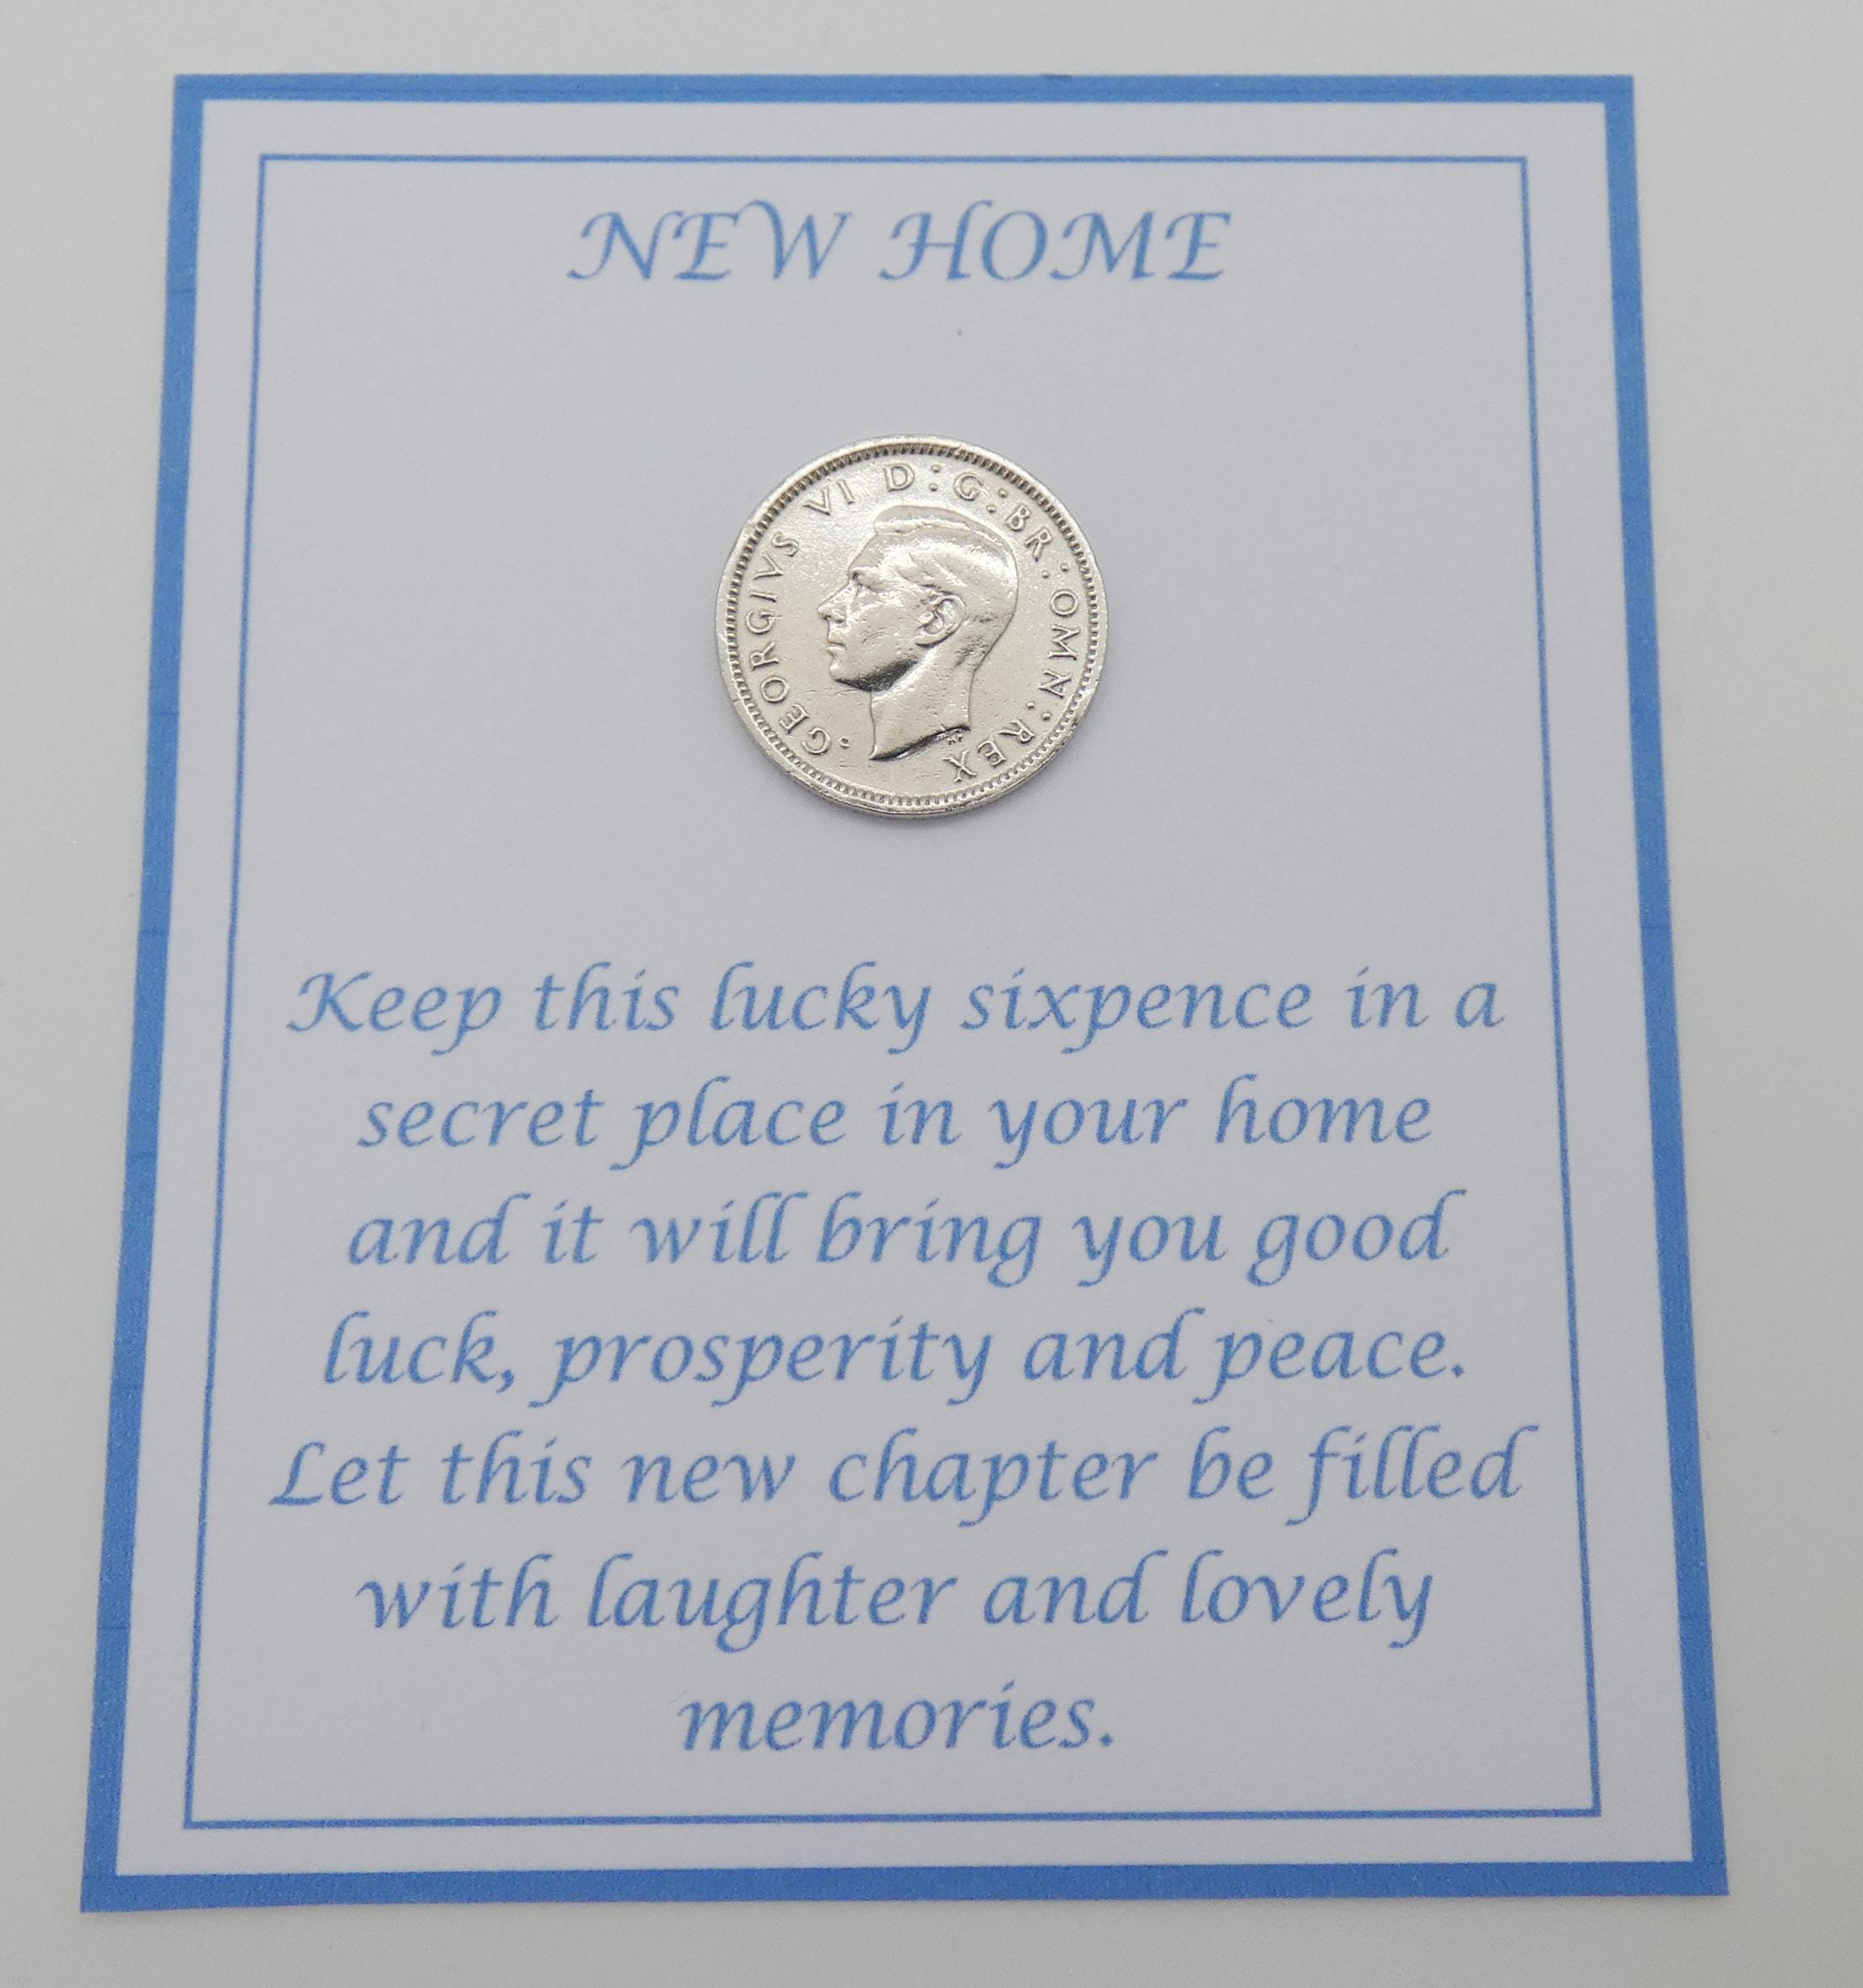 NEW HOME
GEORGIVS VI D:G:BR:OMN:REX
Keep this lucky sixpence in a
secret place in your home
and it will bring you good
luck, prosperity and peace.
Let this new chapter be filled
with laughter and lovely
memories.